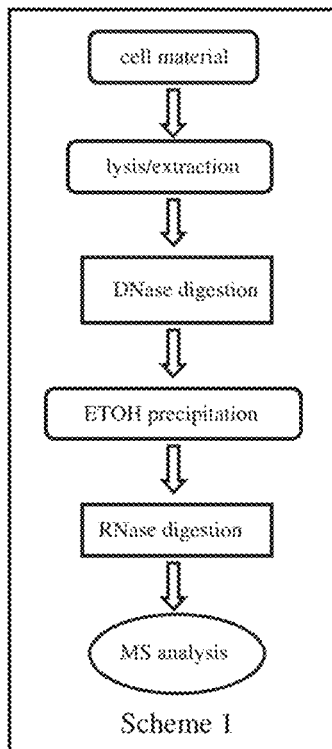 cell material
lysis/extraction
DNase digestion
ETOH precipitation
RNase digestion
MS analysis
Scheme 1